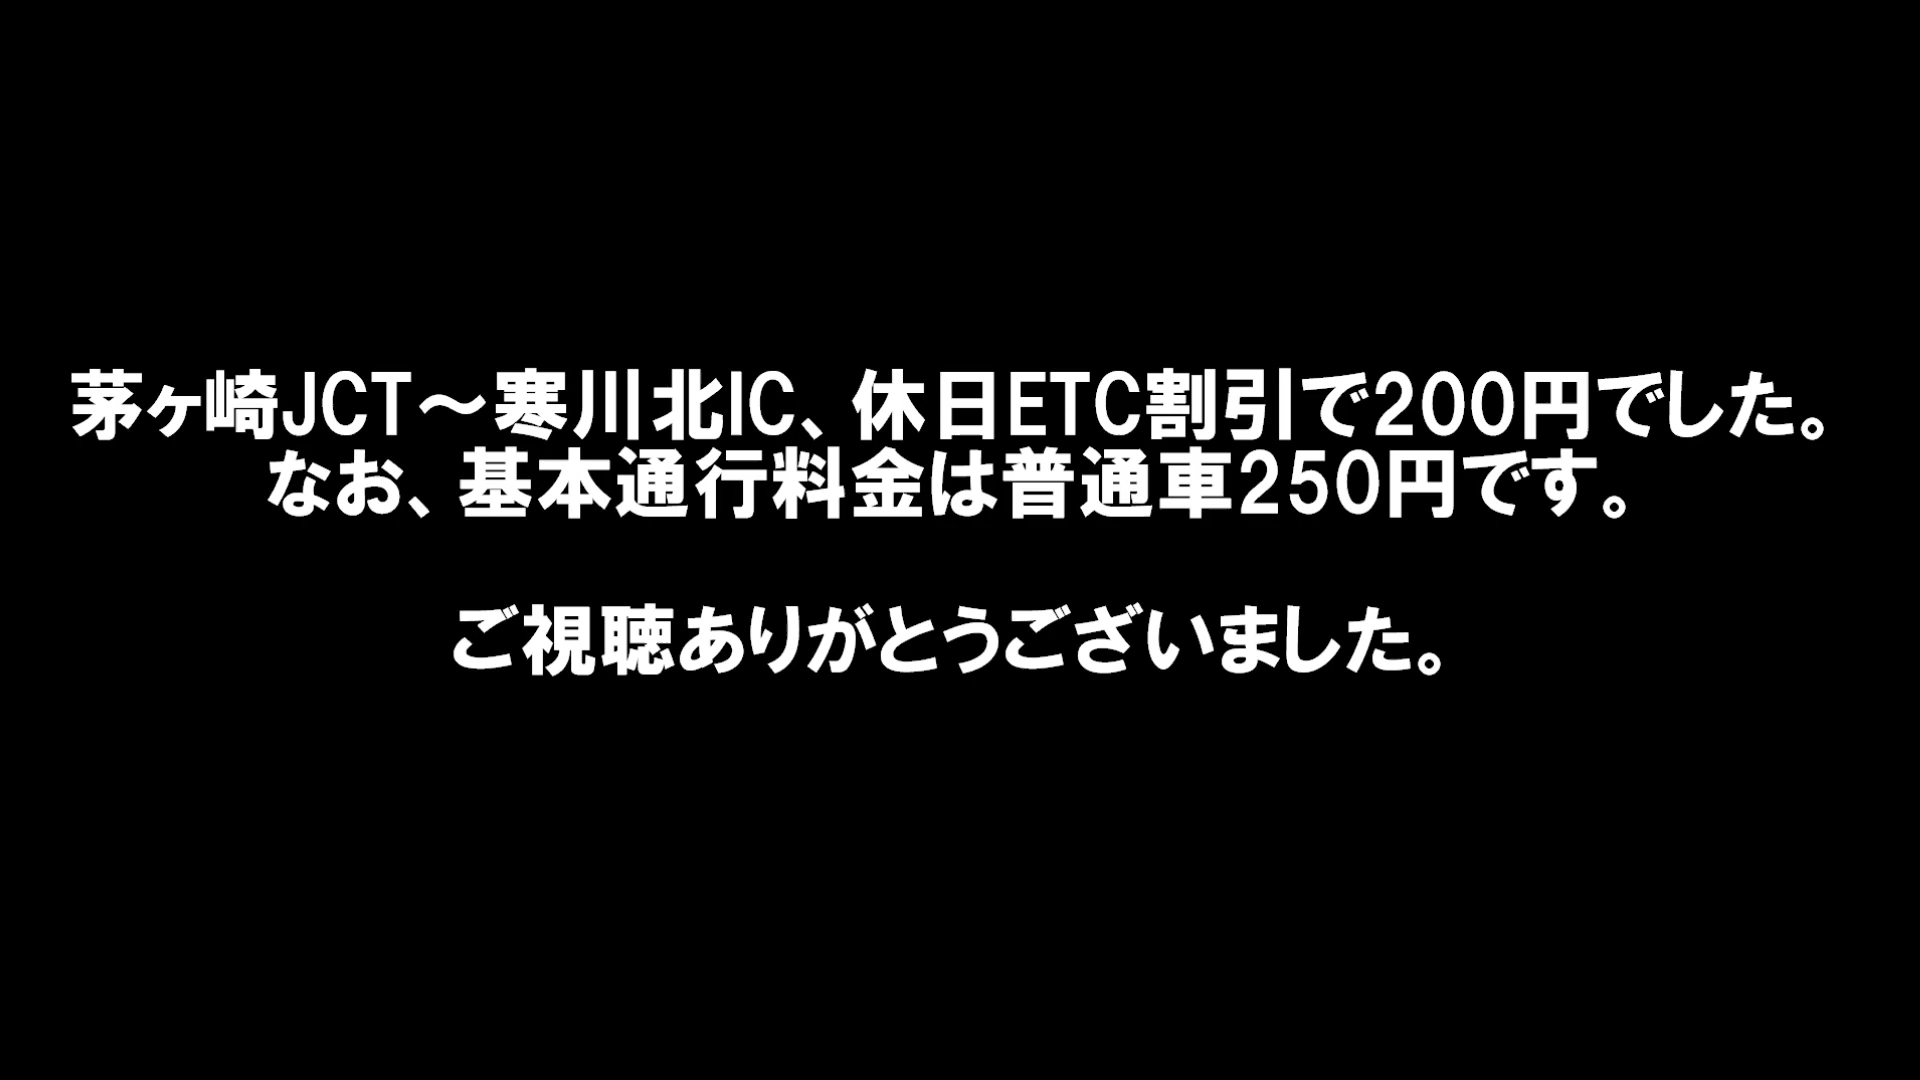 茅ヶ崎JCT～寒川北IC、休日ETC割引で200円でした。
なお、基本通行料金は普通車250円です。
ご視聴ありがとうございました。